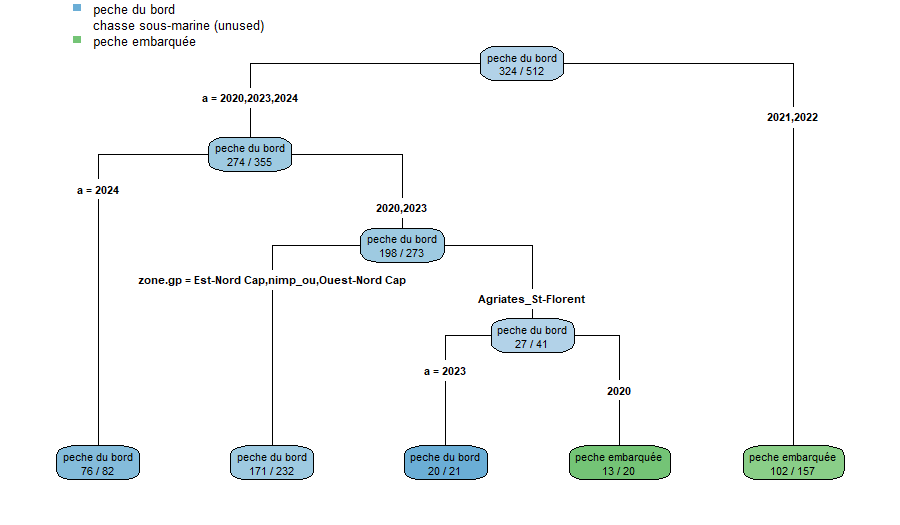 peche du bord
chasse sous-marine (unused)
peche embarquée
peche du bord
324 / 512
a = 2020,2023,2024
2021,2022
peche du bord
274 / 355
a = 2024
2020,2023
peche du bord
198 / 273
zone.gp = Est-Nord Cap,nimp_ou,Ouest-Nord Cap
Agriates_St-Florent
peche du bord
27 / 41
a = 2023
2020
peche du bord
76 / 82
peche du bord
171 / 232
peche du bord
20 / 21
peche embarquée
13 / 20
peche embarquée
102 / 157